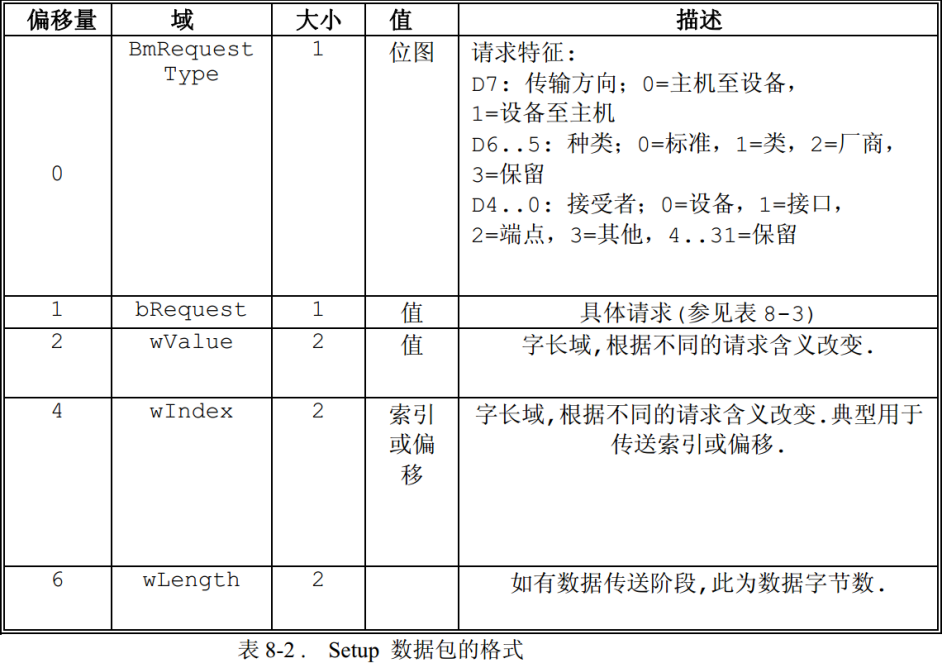 偏移量 域 大小 值 描述
0 BmRequest 1 位图 请求特征:
Type D7: 传输方向; 0=主机至设备,
1=设备至主机
D6..5: 种类; 0=标准, 1=类, 2=厂商,
3=保留
D4..0: 接受者; 0=设备, 1=接口,
2=端点, 3=其他, 4..31=保留
1 bRequest 1 值 具体请求(参见表 8-3)
2 wValue 2 值 字长域,根据不同的请求含义改变.
4 wIndex 2 索引 字长域,根据不同的请求含义改变.典型用于
或偏 传送索引或偏移.
移
6 wLength 2 如有数据传送阶段,此为数据字节数.
表 8-2 . Setup 数据包的格式